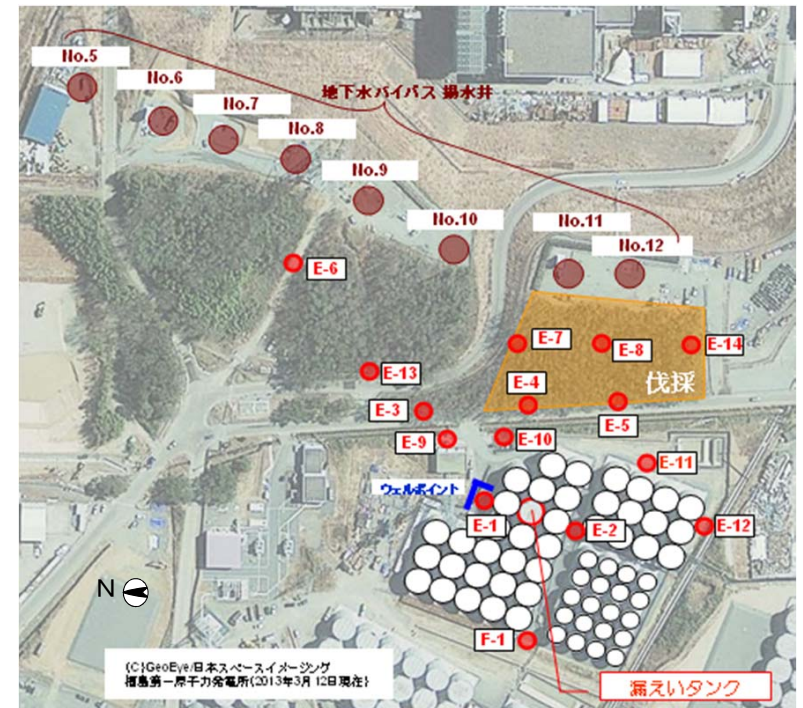 No.5
No.6
No.7
地下水バイパス 揚水井
No.8
No.9
No.10
No.11
No.12
E-6
E-7
E-8
E-14
E-13
伐採
E-4
E-3
E-5
E-9
E-10
E-11
ウェルポイント
E-1
E-2
E-12
N
F-1
(C)GeoEye/日本スペースイメージング
福島第一原子力発電所(2013年3月12日現在)
漏えいタンク